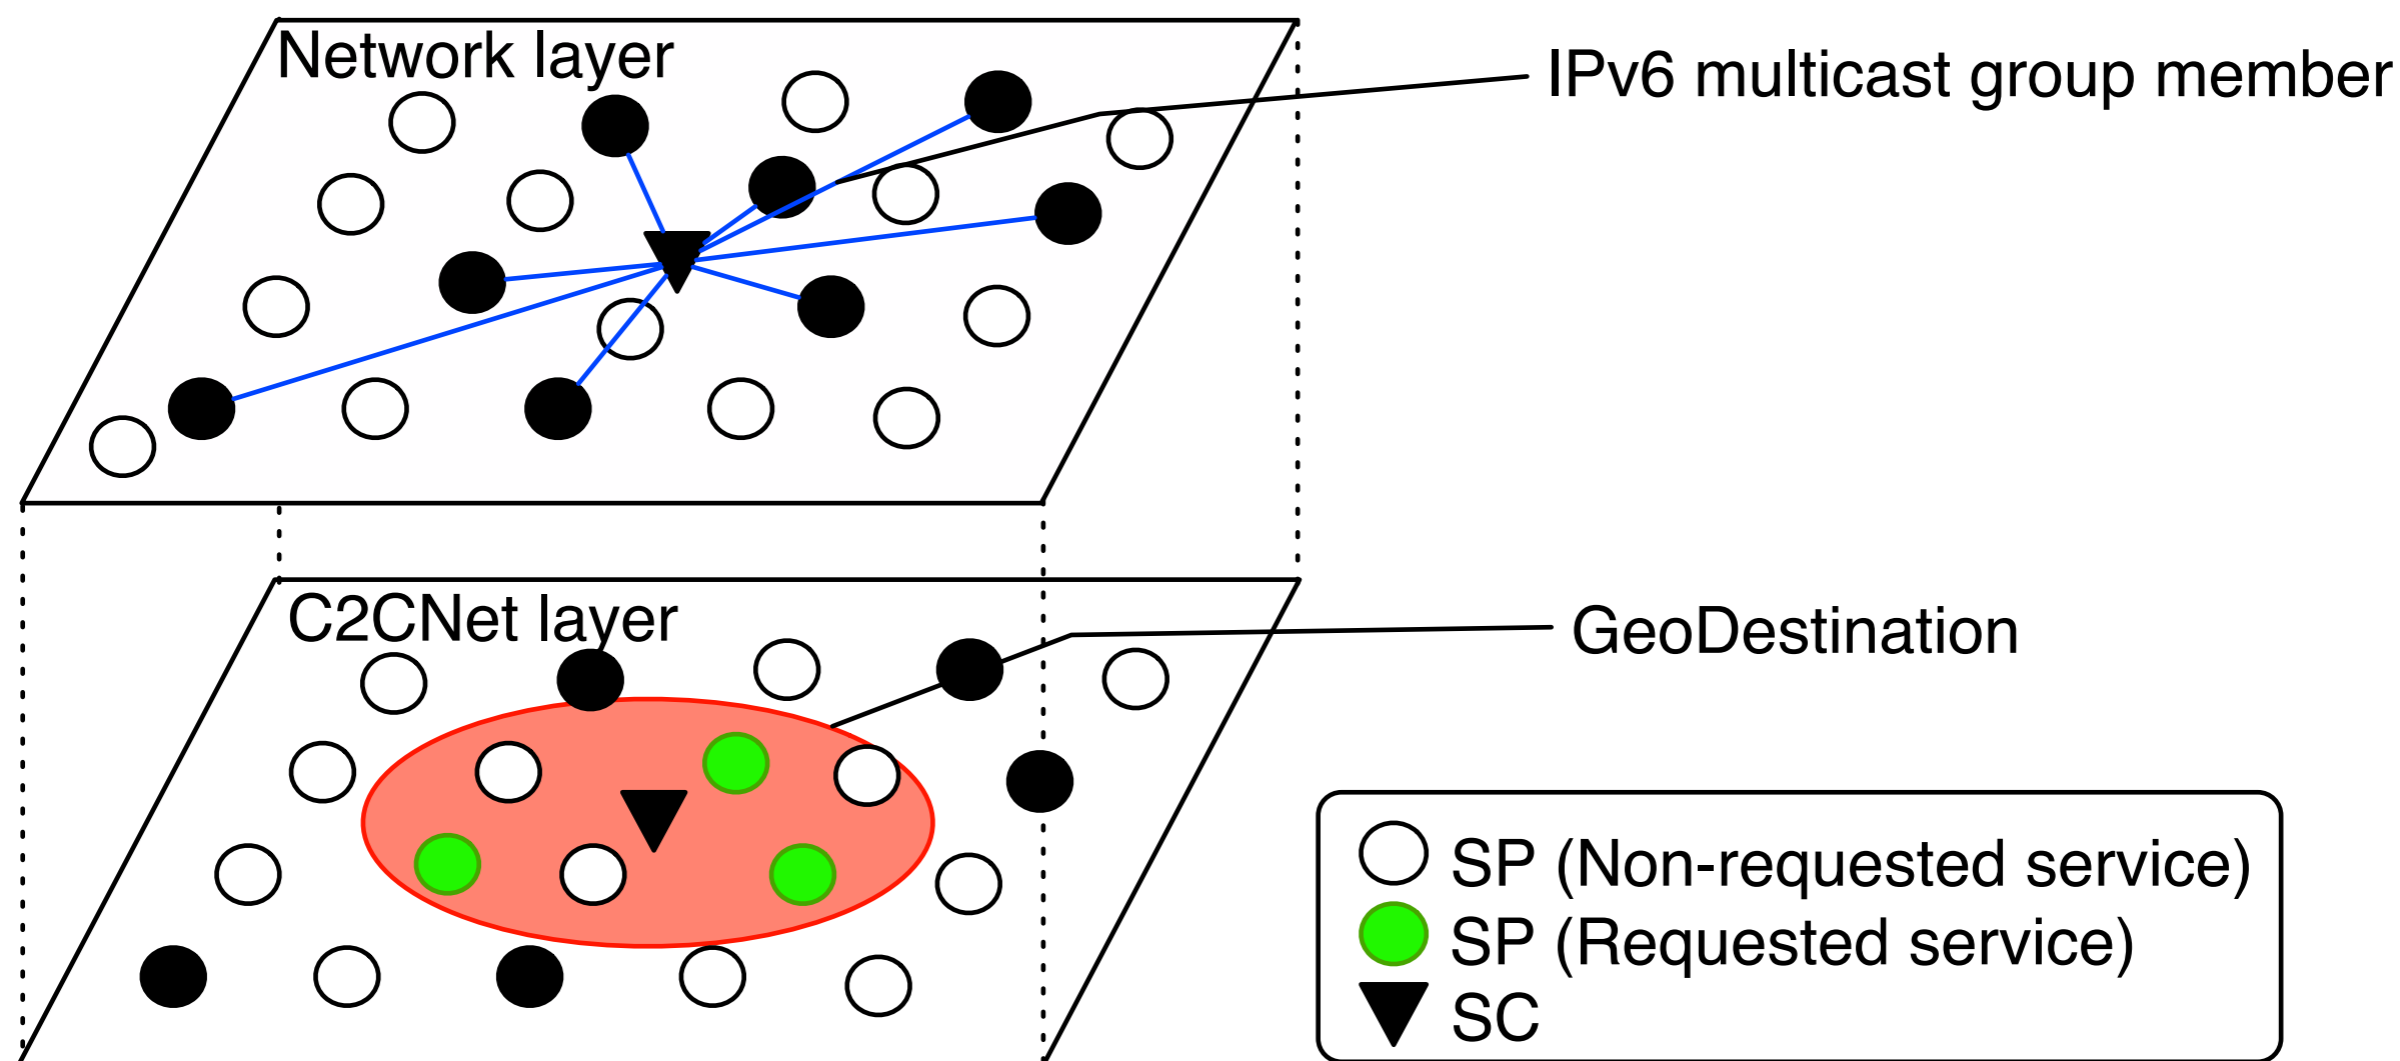 Network layer
IPv6 multicast group member
C2CNet layer
GeoDestination
SP (Non-requested service)
SP (Requested service)
SC